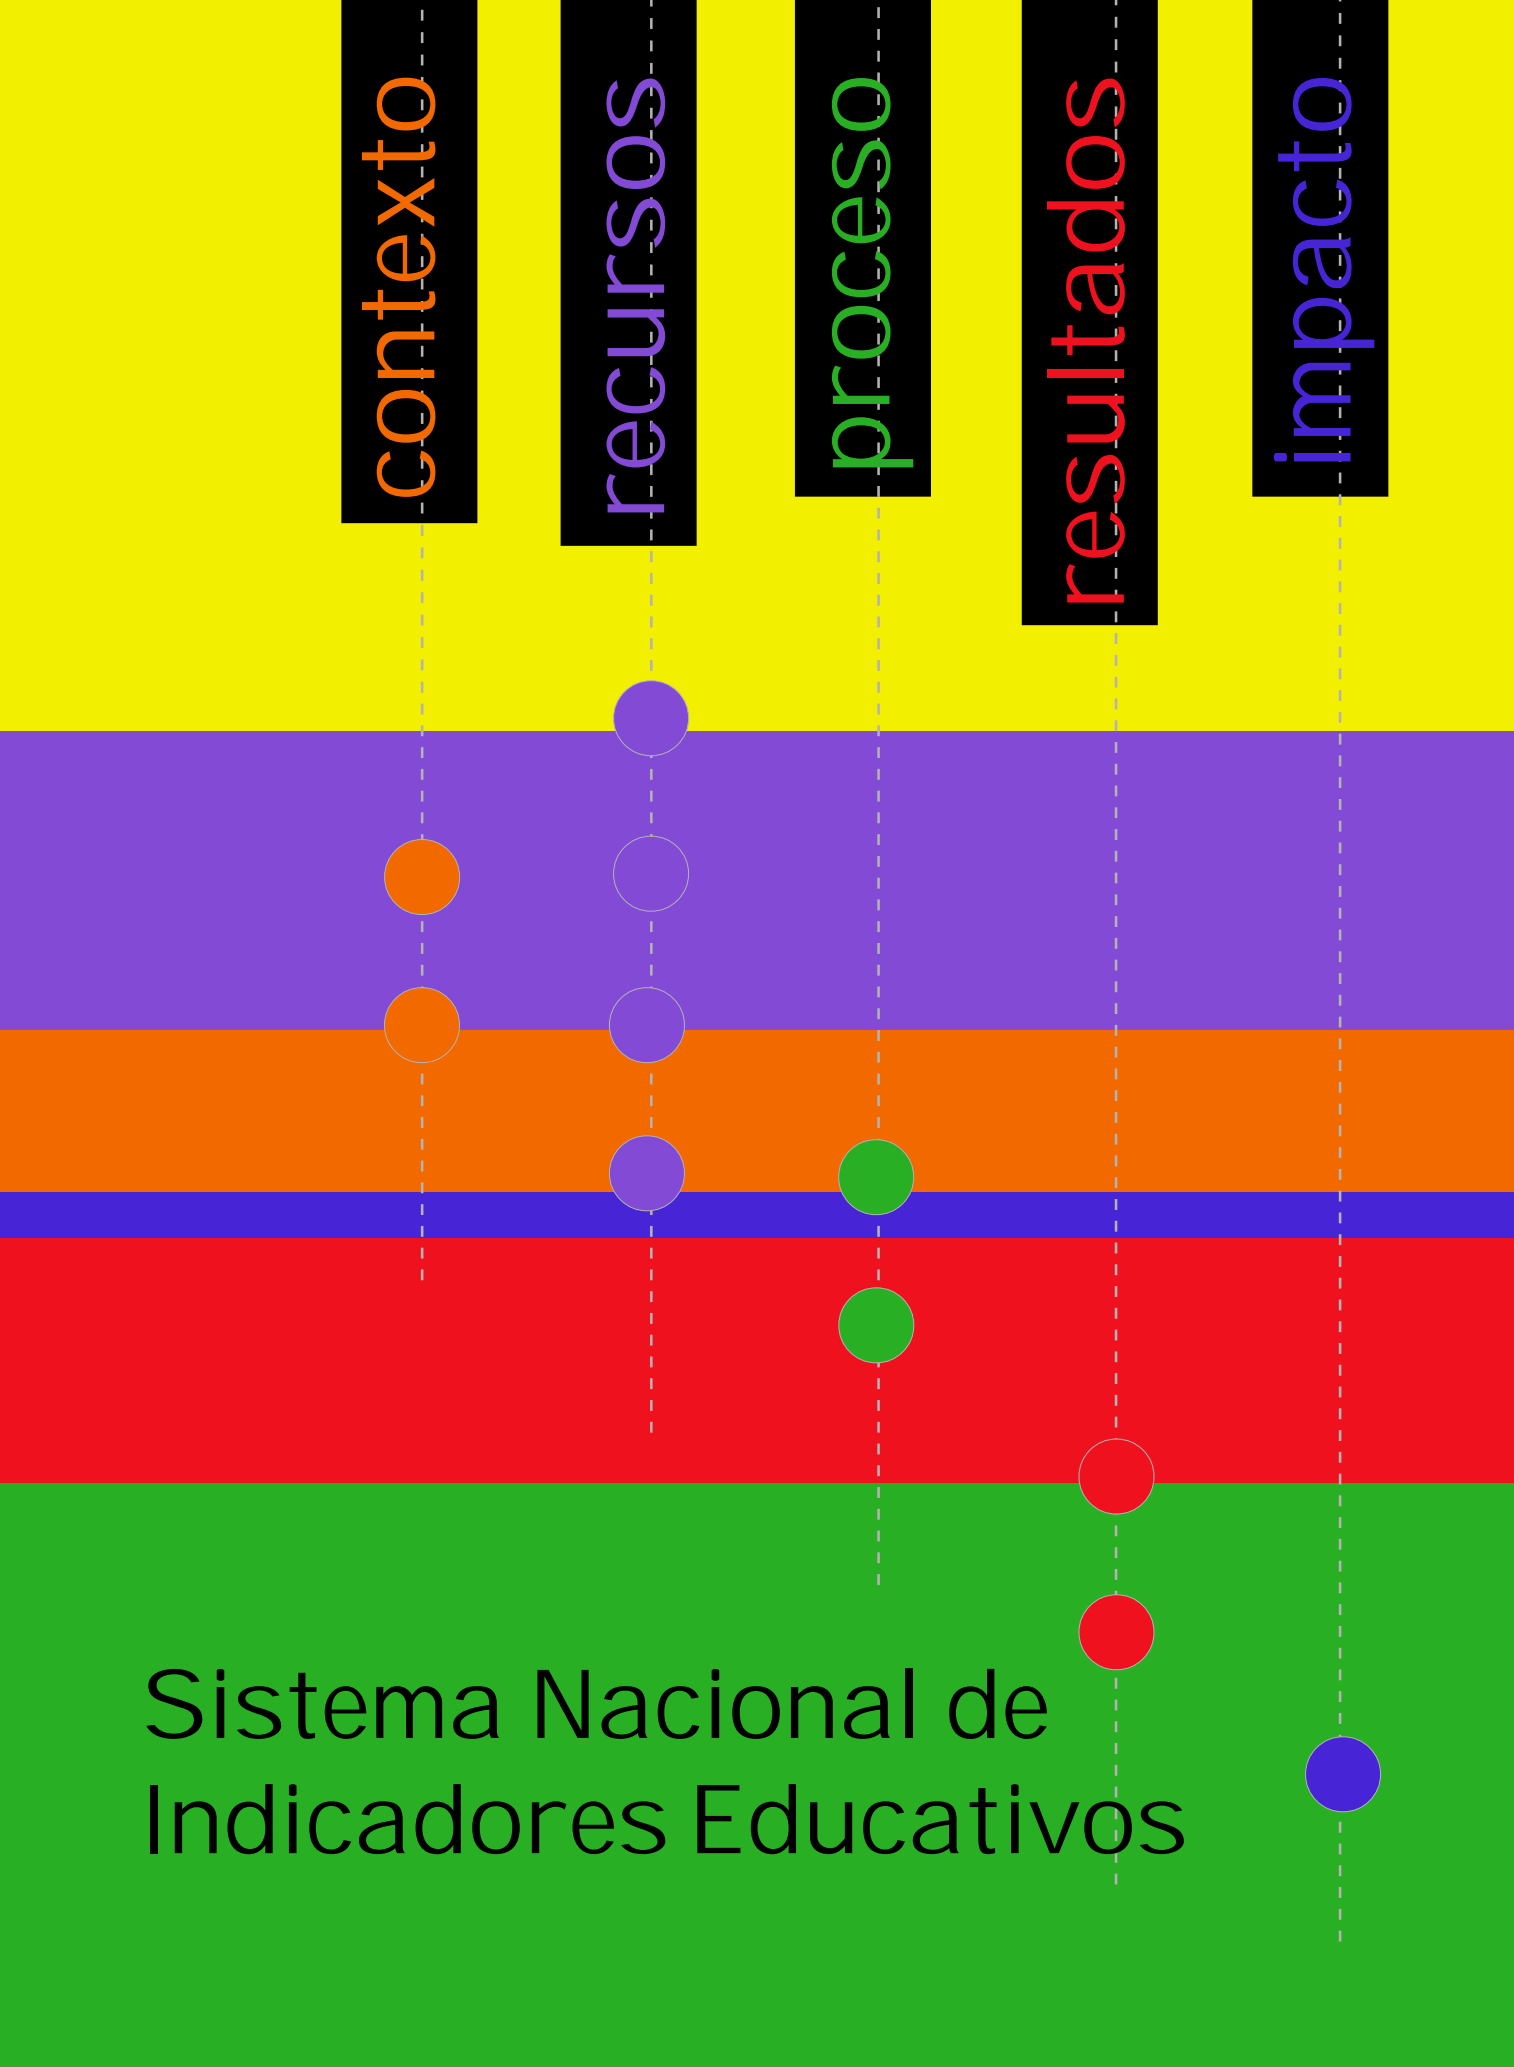 contexto
recursos
proceso
resultados
impacto
Sistema Nacional de
Indicadores Educativos